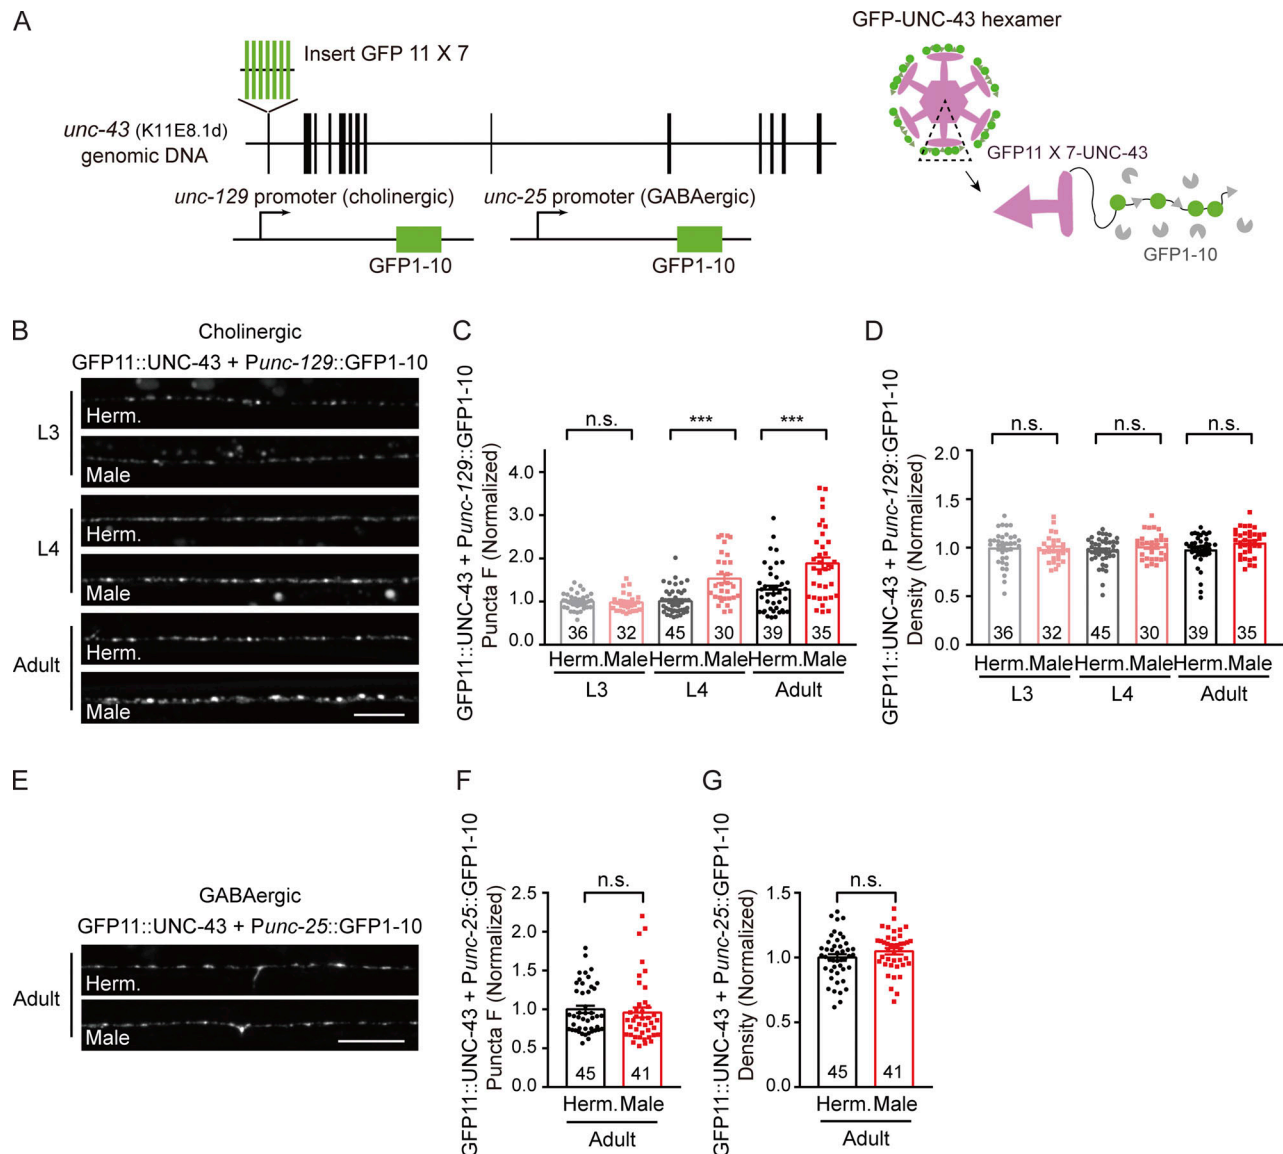 A
Insert GFP 11 X 7
unc-43 (K11E8.1d)
genomic DNA
unc-129 promoter (cholinergic)
GFP1-10
unc-25 promoter (GABAergic)
GFP1-10
GFP-UNC-43 hexamer
GFP11 X 7-UNC-43
GFP1-10
B
Cholinergic
GFP11::UNC-43 + Punc-129::GFP1-10
L3
Herm.
Male
L4
Herm.
Male
Adult
Herm.
Male
C
GFP11::UNC-43 + Punc-129::GFP1-10
Puncta F (Normalized)
n.s.
***
***
4.0
3.0
2.0
1.0
0.0
36
32
45
30
39
35
Herm. Male Herm. Male Herm. Male
L3
L4
Adult
D
GFP11::UNC-43 + Punc-129::GFP1-10
Density (Normalized)
n.s.
n.s.
n.s.
2.0
1.5
1.0
0.5
0.0
36
32
45
30
39
35
Herm. Male Herm. Male Herm. Male
L3
L4
Adult
E
GABAergic
GFP11::UNC-43 + Punc-25::GFP1-10
Adult
Herm.
Male
F
GFP11::UNC-43 + Punc-25::GFP1-10
Puncta F (Normalized)
n.s.
2.5
2.0
1.5
1.0
0.5
0.0
45
41
Herm. Male
Adult
G
GFP11::UNC-43 + Punc-25::GFP1-10
Density (Normalized)
n.s.
1.5
1.0
0.5
0.0
45
41
Herm. Male
Adult